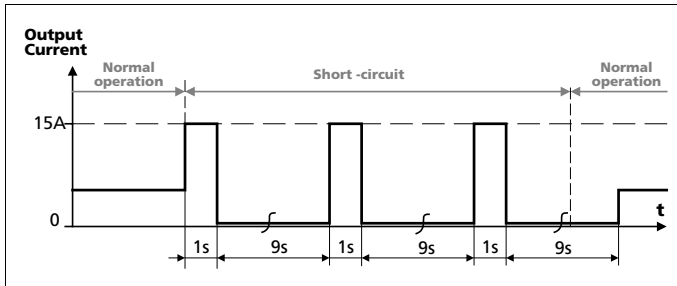 Output
Current
Normal
operation
Short -circuit
Normal
operation
15A
0
t
1s
9s
1s
9s
1s
9s